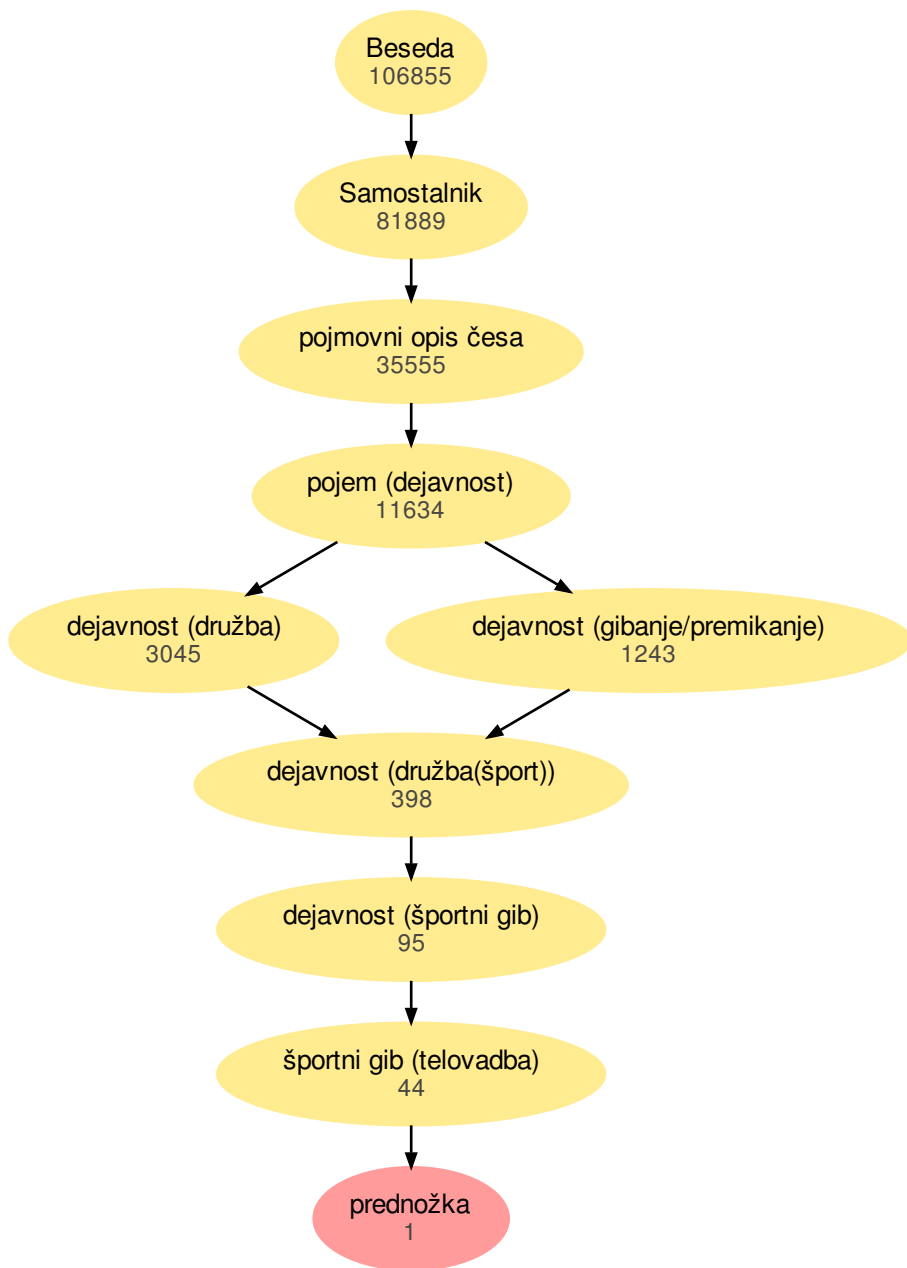 Beseda
106855
Samostalnik
81889
pojmovni opis česa
35555
pojem (dejavnost)
11634
dejavnost (družba)
3045
dejavnost (gibanje/premikanje)
1243
dejavnost (družba(šport))
398
dejavnost (športni gib)
95
športni gib (telovadba)
44
prednožka
1